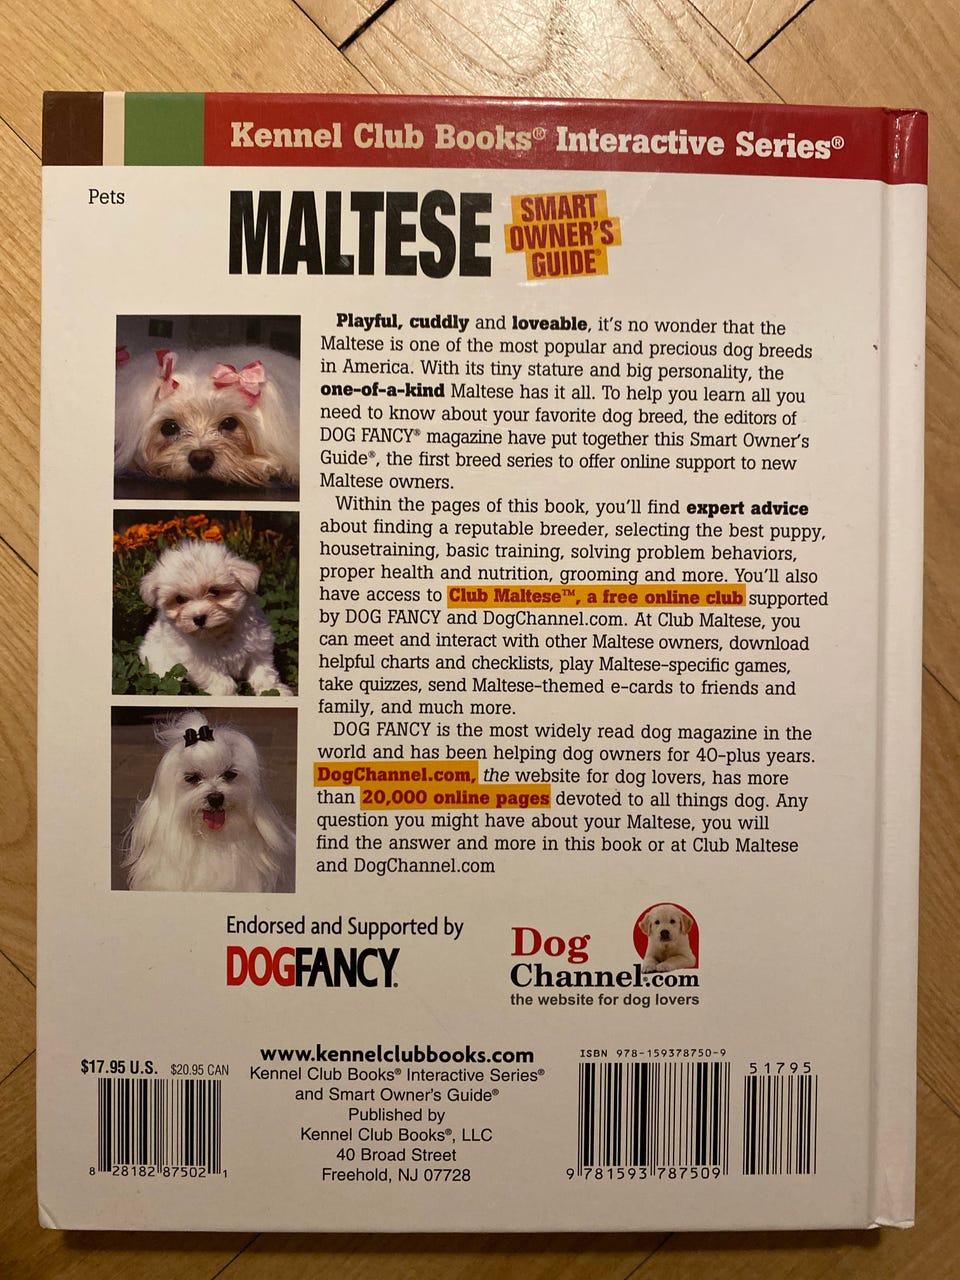 Kennel Club Books® Interactive Series®
Pets
MALTESE
SMART
OWNER'S
GUIDE®
Playful, cuddly and loveable, it's no wonder that the
Maltese is one of the most popular and precious dog breeds
in America. With its tiny stature and big personality, the
one-of-a-kind Maltese has it all. To help you learn all you
need to know about your favorite dog breed, the editors of
DOG FANCY® magazine have put together this Smart Owner's
Guide®, the first breed series to offer online support to new
Maltese owners.
Within the pages of this book, you'll find expert advice
about finding a reputable breeder, selecting the best puppy,
housetraining, basic training, solving problem behaviors,
proper health and nutrition, grooming and more. You'll also
have access to Club Maltese™, a free online club supported
by DOG FANCY and DogChannel.com. At Club Maltese, you
can meet and interact with other Maltese owners, download
helpful charts and checklists, play Maltese-specific games,
take quizzes, send Maltese-themed e-cards to friends and
family, and much more.
DOG FANCY is the most widely read dog magazine in the
world and has been helping dog owners for 40-plus years.
DogChannel.com, the website for dog lovers, has more
than 20,000 online pages devoted to all things dog. Any
question you might have about your Maltese, you will
find the answer and more in this book or at Club Maltese
and DogChannel.com
Endorsed and Supported by
DOGFANCY®
Dog
Channel.com
the website for dog lovers
$17.95 U.S. $20.95 CAN
8 28182 87502 1
www.kennelclubbooks.com
Kennel Club Books® Interactive Series®
and Smart Owner's Guide®
Published by
Kennel Club Books®, LLC
40 Broad Street
Freehold, NJ 07728
ISBN 978-159378750-9
51795
9 781593 787509